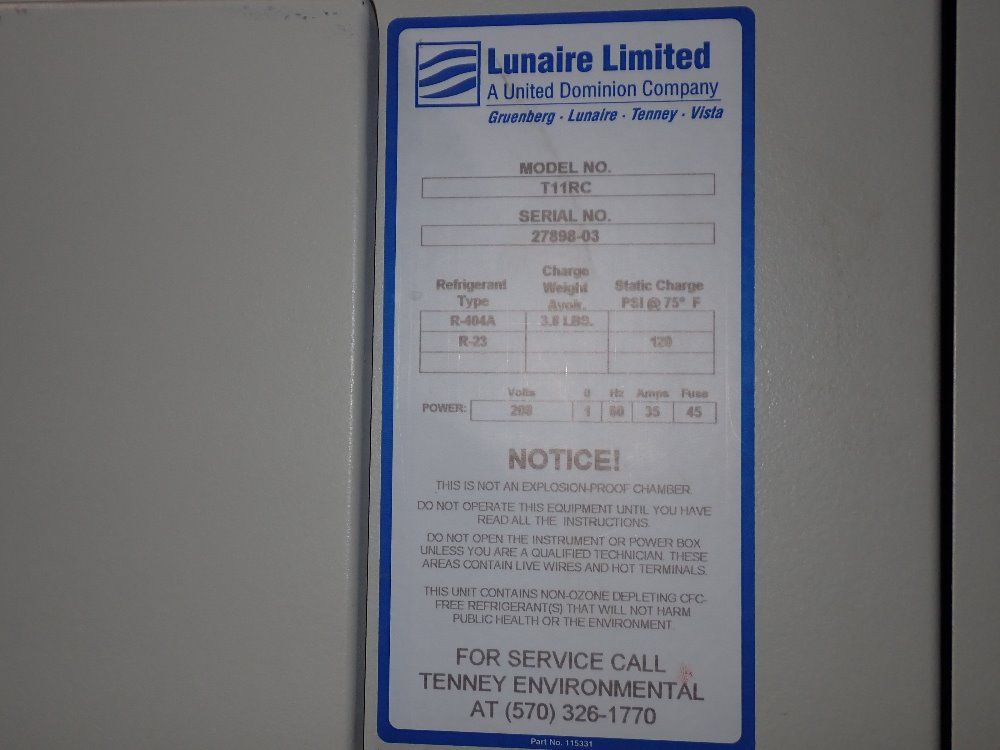 Lunaire Limited
A United Dominion Company
Gruenberg · Lunaire · Tenney · Vista
MODEL NO.
T11RC
SERIAL NO.
27898-03
Refrigerant Type Charge Weight Avoir. Static Charge PSI @ 75° F
R-404A 3.8 LBS.
R-23 120
Volts 0 Hz Amps Fuse
POWER: 208 1 60 35 45
NOTICE!
THIS IS NOT AN EXPLOSION-PROOF CHAMBER.
DO NOT OPERATE THIS EQUIPMENT UNTIL YOU HAVE
READ ALL THE INSTRUCTIONS.
DO NOT OPEN THE INSTRUMENT OR POWER BOX
UNLESS YOU ARE A QUALIFIED TECHNICIAN. THESE
AREAS CONTAIN LIVE WIRES AND HOT TERMINALS.
THIS UNIT CONTAINS NON-OZONE DEPLETING CFC-
FREE REFRIGERANT(S) THAT WILL NOT HARM
PUBLIC HEALTH OR THE ENVIRONMENT.
FOR SERVICE CALL
TENNEY ENVIRONMENTAL
AT (570) 326-1770
Part No. 115331